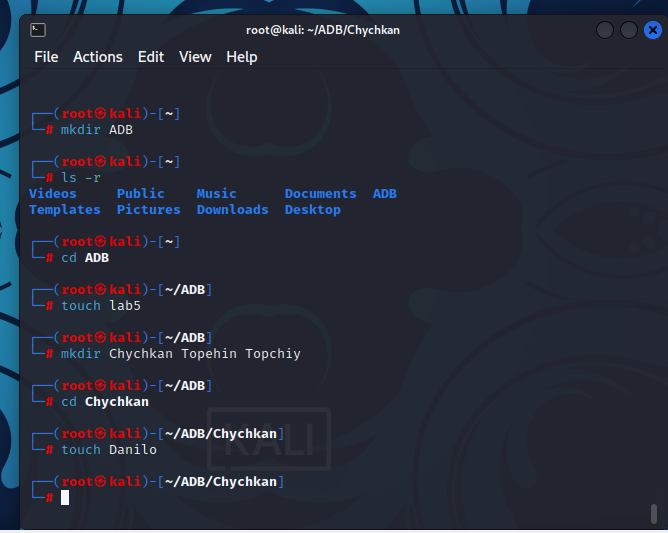 root@kali: ~/ADB/Chychkan
File Actions Edit View Help
┌──(root㉿kali)-[~]
└─# mkdir ADB
┌──(root㉿kali)-[~]
└─# ls -r
Videos Public Music Documents ADB
Templates Pictures Downloads Desktop
┌──(root㉿kali)-[~]
└─# cd ADB
┌──(root㉿kali)-[~/ADB]
└─# touch lab5
┌──(root㉿kali)-[~/ADB]
└─# mkdir Chychkan Topehin Topchiy
┌──(root㉿kali)-[~/ADB]
└─# cd Chychkan
┌──(root㉿kali)-[~/ADB/Chychkan]
└─# touch Danilo
KALI
┌──(root㉿kali)-[~/ADB/Chychkan]
└─#